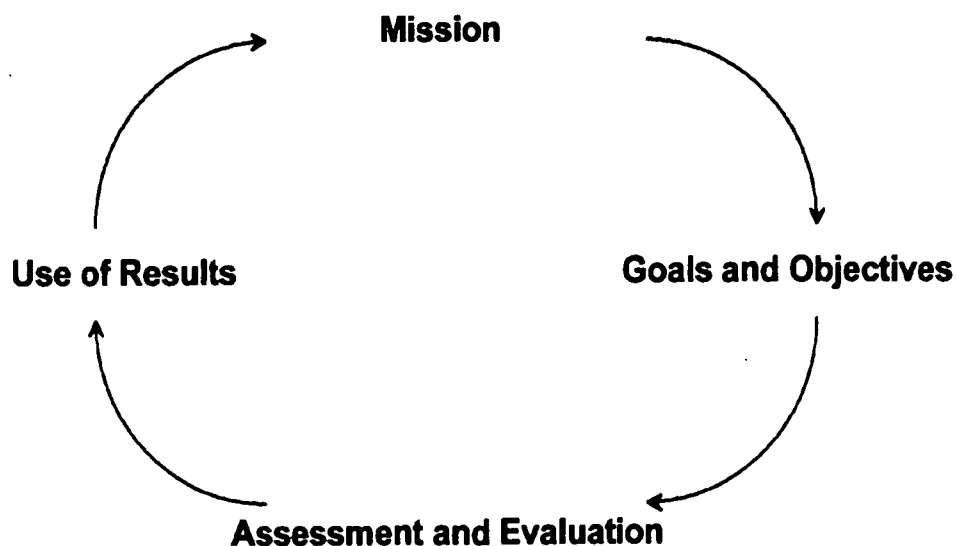 Mission
Use of Results
Goals and Objectives
Assessment and Evaluation